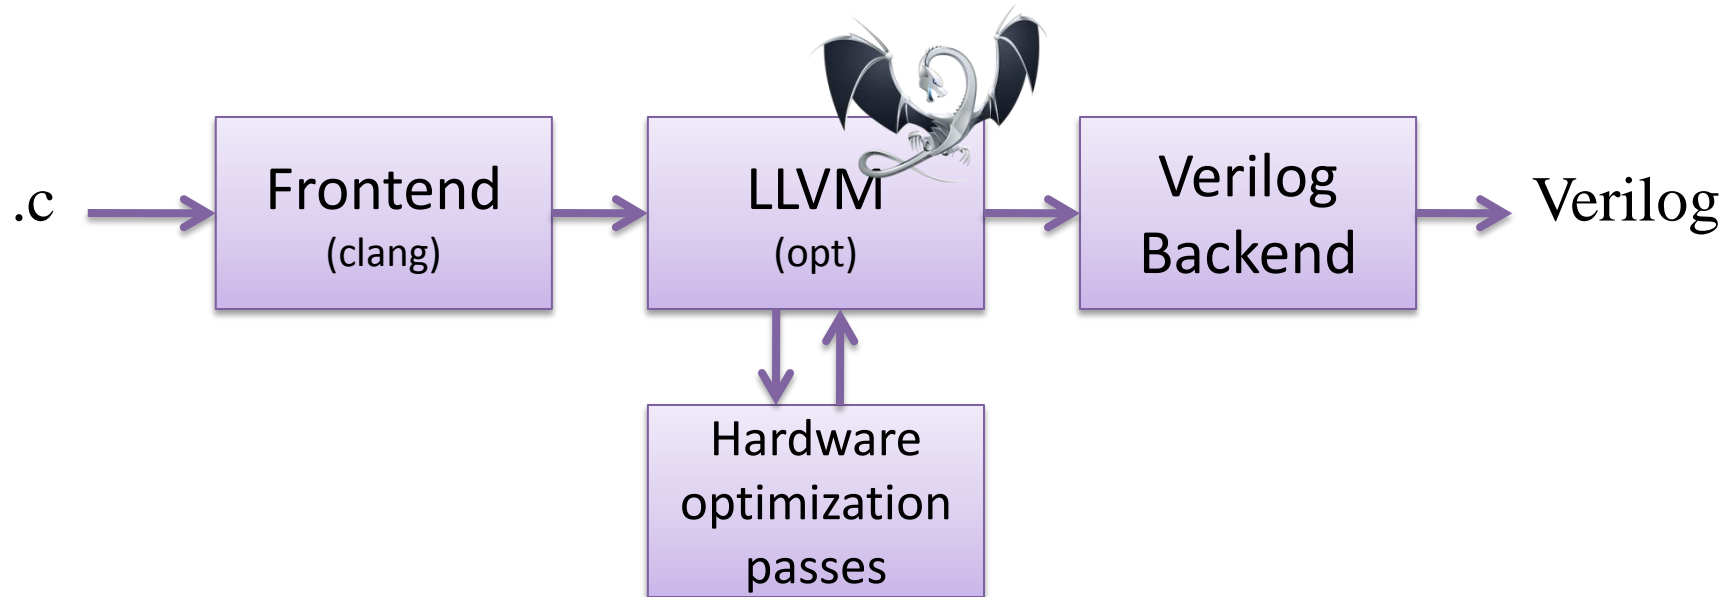 .c
Frontend
(clang)
LLVM
(opt)
Verilog
Backend
Verilog
Hardware
optimization
passes